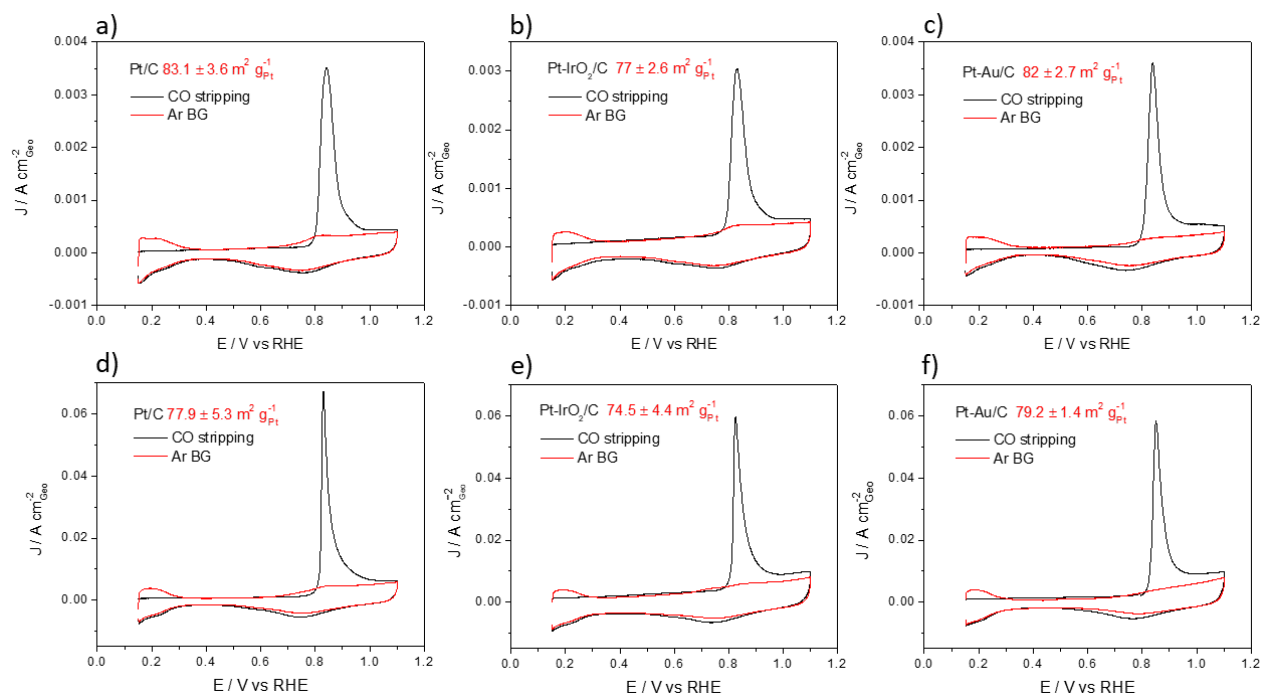 a)
Pt/C 83.1 ± 3.6 m² g⁻¹Pt
CO stripping
Ar BG
J / A cm⁻²Geo
0.004
0.003
0.002
0.001
0.000
-0.001
0.0 0.2 0.4 0.6 0.8 1.0 1.2
E / V vs RHE
b)
Pt-IrO₂/C 77 ± 2.6 m² g⁻¹Pt
CO stripping
Ar BG
J / A cm⁻²Geo
0.003
0.002
0.001
0.000
-0.001
0.0 0.2 0.4 0.6 0.8 1.0 1.2
E / V vs RHE
c)
Pt-Au/C 82 ± 2.7 m² g⁻¹Pt
CO stripping
Ar BG
J / A cm⁻²Geo
0.004
0.003
0.002
0.001
0.000
-0.001
0.0 0.2 0.4 0.6 0.8 1.0 1.2
E / V vs RHE
d)
Pt/C 77.9 ± 5.3 m² g⁻¹Pt
CO stripping
Ar BG
J / A cm⁻²Geo
0.06
0.04
0.02
0.00
0.0 0.2 0.4 0.6 0.8 1.0 1.2
E / V vs RHE
e)
Pt-IrO₂/C 74.5 ± 4.4 m² g⁻¹Pt
CO stripping
Ar BG
J / A cm⁻²Geo
0.06
0.04
0.02
0.00
0.0 0.2 0.4 0.6 0.8 1.0 1.2
E / V vs RHE
f)
Pt-Au/C 79.2 ± 1.4 m² g⁻¹Pt
CO stripping
Ar BG
J / A cm⁻²Geo
0.06
0.04
0.02
0.00
0.0 0.2 0.4 0.6 0.8 1.0 1.2
E / V vs RHE